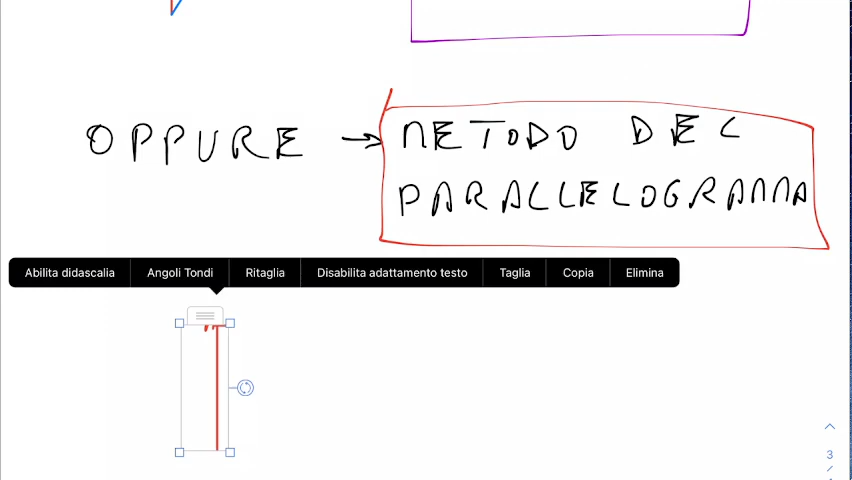 OPPURE → METODO DEL
PARALLELOGRAMMA
Abilita didascalia Angoli Tondi Ritaglia Disabilita adattamento testo Taglia Copia Elimina
3
/